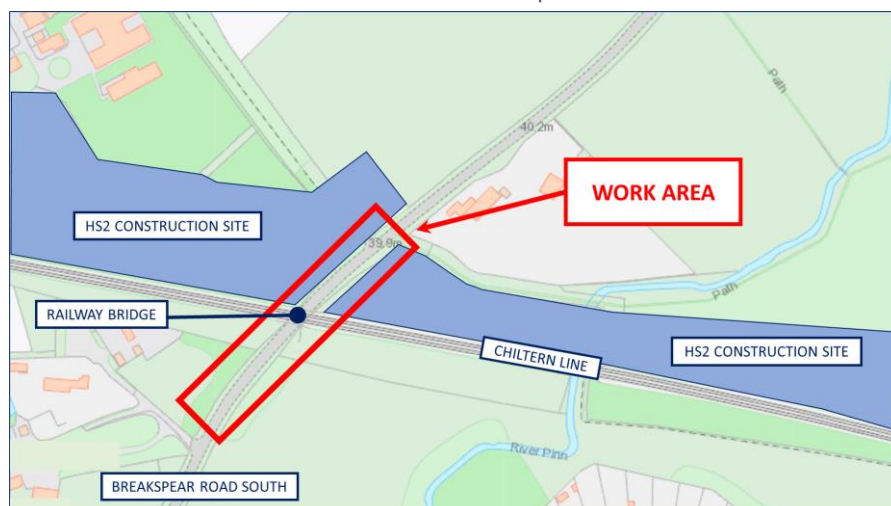 Path
40.2m
WORK AREA
HS2 CONSTRUCTION SITE
39.9m
Path
RAILWAY BRIDGE
CHILTERN LINE
HS2 CONSTRUCTION SITE
River Pinn
BREAKSPEAR ROAD SOUTH